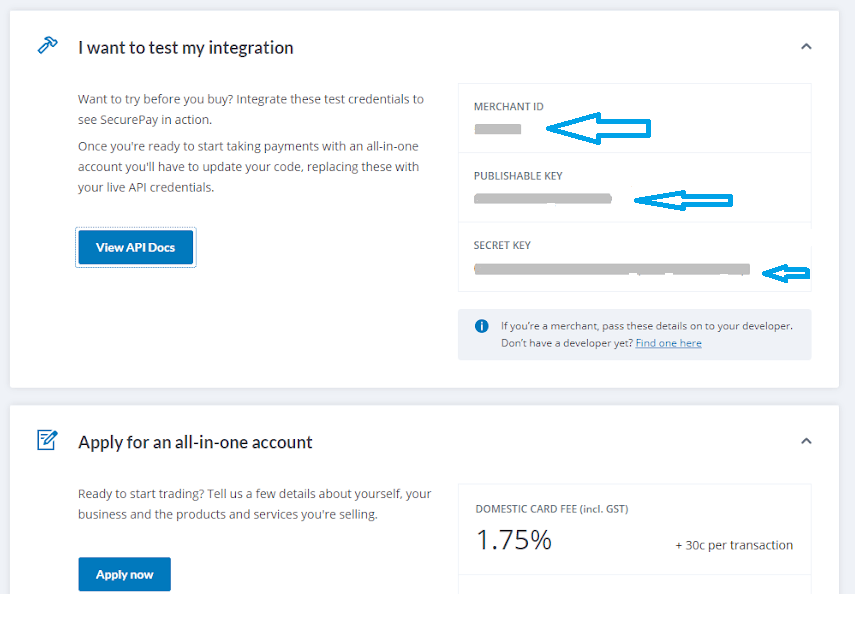 I want to test my integration
Want to try before you buy? Integrate these test credentials to
see SecurePay in action.
Once you're ready to start taking payments with an all-in-one
account you'll have to update your code, replacing these with
your live API credentials.
View API Docs
MERCHANT ID
PUBLISHABLE KEY
SECRET KEY
If you're a merchant, pass these details on to your developer.
Don't have a developer yet? Find one here
Apply for an all-in-one account
Ready to start trading? Tell us a few details about yourself, your
business and the products and services you're selling.
Apply now
DOMESTIC CARD FEE (incl. GST)
1.75%
+ 30c per transaction